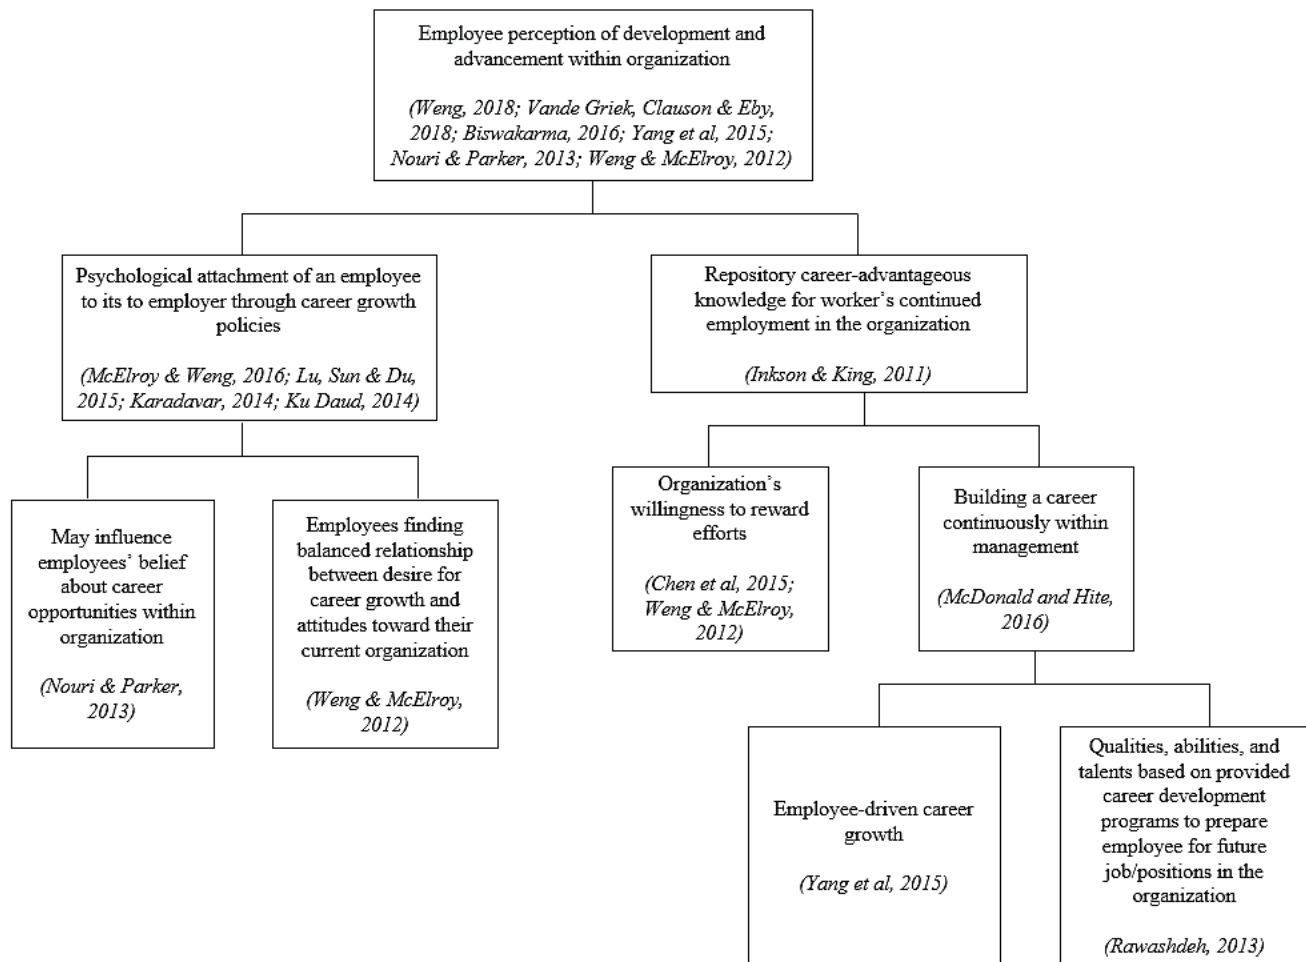 Employee perception of development and
advancement within organization
(Weng, 2018; Vande Griek, Clauson & Eby,
2018; Biswakarma, 2016; Yang et al, 2015;
Nouri & Parker, 2013; Weng & McElroy, 2012)
Psychological attachment of an employee
to its to employer through career growth
policies
(McElroy & Weng, 2016; Lu, Sun & Du,
2015; Karadavar, 2014; Ku Daud, 2014)
Repository career-advantageous
knowledge for worker’s continued
employment in the organization
(Inkson & King, 2011)
May influence
employees’ belief
about career
opportunities within
organization
(Nouri & Parker,
2013)
Employees finding
balanced relationship
between desire for
career growth and
attitudes toward their
current organization
(Weng & McElroy,
2012)
Organization’s
willingness to reward
efforts
(Chen et al, 2015;
Weng & McElroy,
2012)
Building a career
continuously within
management
(McDonald and Hite,
2016)
Employee-driven career
growth
(Yang et al, 2015)
Qualities, abilities, and
talents based on provided
career development
programs to prepare
employee for future
job/positions in the
organization
(Rawashdeh, 2013)